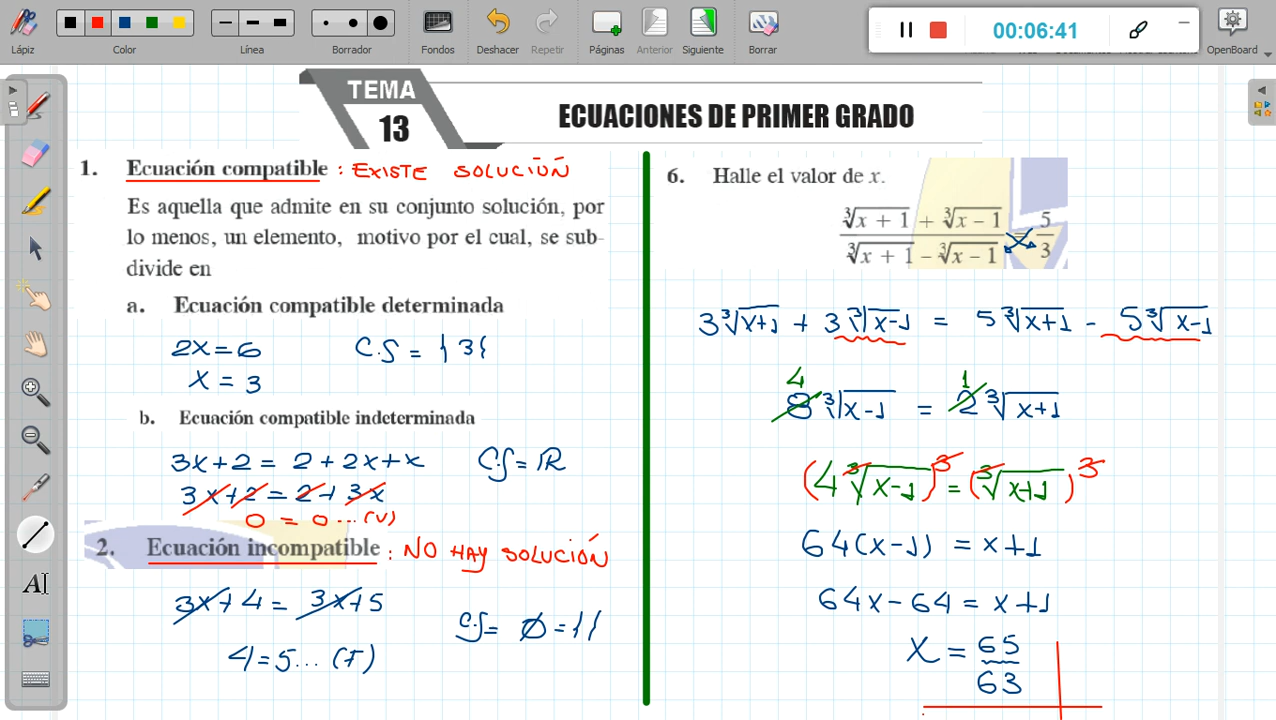 Lápiz
Color
Línea
Borrador
Fondos
Deshacer
Repetir
Páginas
Anterior
Siguiente
Borrar
00:06:41
OpenBoard
TEMA
13
ECUACIONES DE PRIMER GRADO
1. Ecuación compatible : EXISTE SOLUCIÓN
Es aquella que admite en su conjunto solución, por
lo menos, un elemento, motivo por el cual, se sub-
divide en
a. Ecuación compatible determinada
2x = 6 C.S = {3}
x = 3
b. Ecuación compatible indeterminada
3x+2 = 2+2x+x C.S = ℝ
3x+2 = 2+3x
0 = 0 ... (V)
2. Ecuación incompatible : NO HAY SOLUCIÓN
3x+4 = 3x+5
C.S = ∅ = { }
4 = 5... (F)
6. Halle el valor de x.
∛x + 1 + ∛x − 1 5
= 
∛x + 1 − ∛x − 1 3
3∛x+1 + 3∛x-1 = 5∛x+1 - 5∛x-1
4 1
8∛x-1 = 2∛x+1
(4∛x-1)³ = (∛x+1)³
64(x-1) = x+1
64x-64 = x+1
x = 65
63
AI